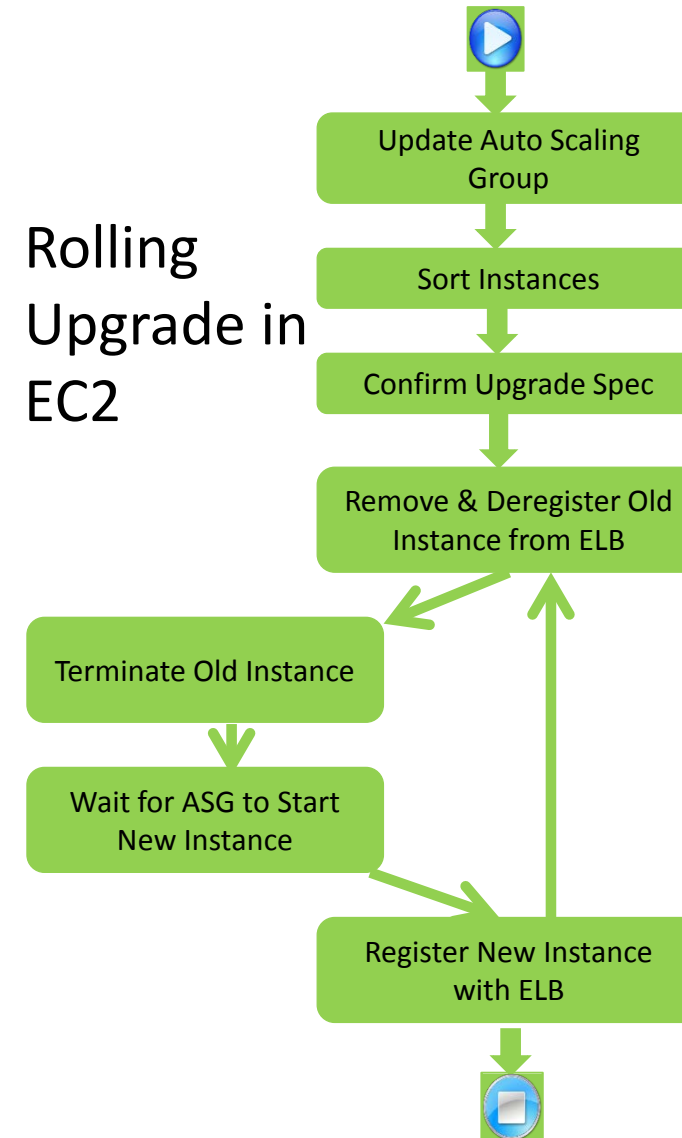 Rolling
Upgrade in
EC2
Update Auto Scaling
Group
Sort Instances
Confirm Upgrade Spec
Remove & Deregister Old
Instance from ELB
Terminate Old Instance
Wait for ASG to Start
New Instance
Register New Instance
with ELB